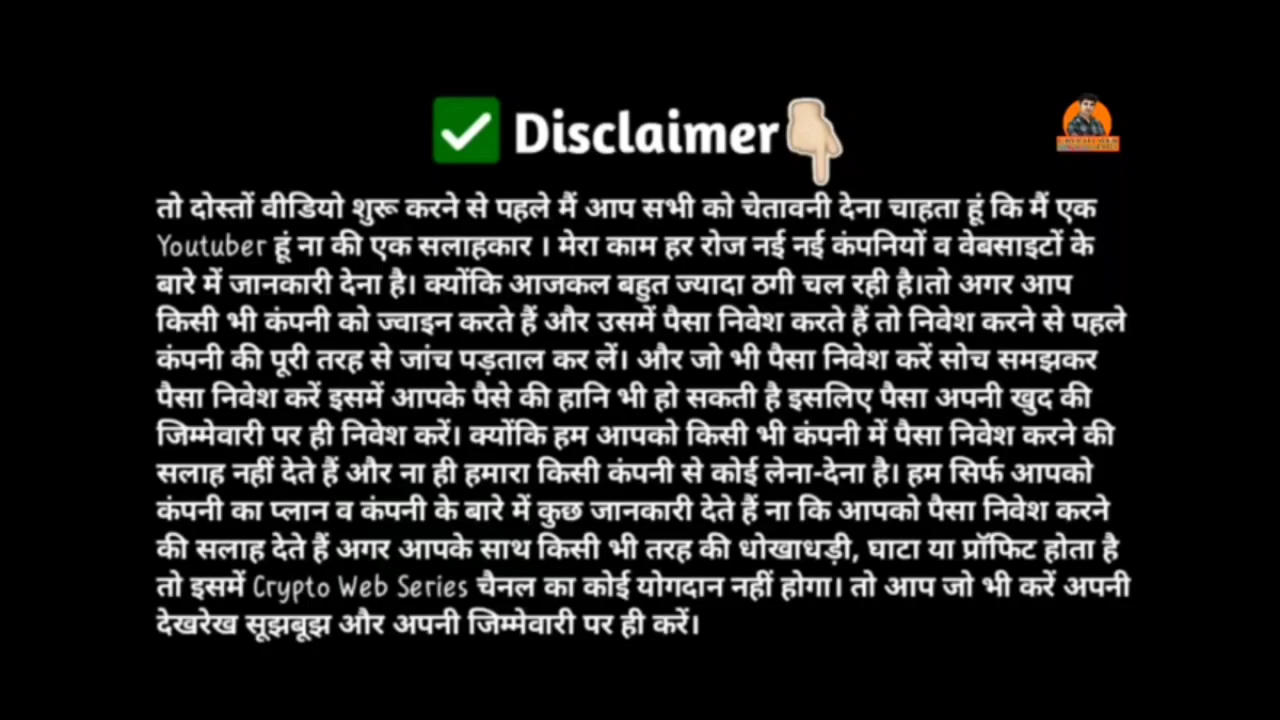 ✅ Disclaimer👇🏻
तो दोस्तों वीडियो शुरू करने से पहले मैं आप सभी को चेतावनी देना चाहता हूं कि मैं एक
Youtuber हूं ना की एक सलाहकार । मेरा काम हर रोज नई नई कंपनियों व वेबसाइटों के
बारे में जानकारी देना है। क्योंकि आजकल बहुत ज्यादा ठगी चल रही है।तो अगर आप
किसी भी कंपनी को ज्वाइन करते हैं और उसमें पैसा निवेश करते हैं तो निवेश करने से पहले
कंपनी की पूरी तरह से जांच पड़ताल कर लें। और जो भी पैसा निवेश करें सोच समझकर
पैसा निवेश करें इसमें आपके पैसे की हानि भी हो सकती है इसलिए पैसा अपनी खुद की
जिम्मेवारी पर ही निवेश करें। क्योंकि हम आपको किसी भी कंपनी में पैसा निवेश करने की
सलाह नहीं देते हैं और ना ही हमारा किसी कंपनी से कोई लेना-देना है। हम सिर्फ आपको
कंपनी का प्लान व कंपनी के बारे में कुछ जानकारी देते हैं ना कि आपको पैसा निवेश करने
की सलाह देते हैं अगर आपके साथ किसी भी तरह की धोखाधड़ी, घाटा या प्रॉफिट होता है
तो इसमें Crypto Web Series चैनल का कोई योगदान नहीं होगा। तो आप जो भी करें अपनी
देखरेख सूझबूझ और अपनी जिम्मेवारी पर ही करें।